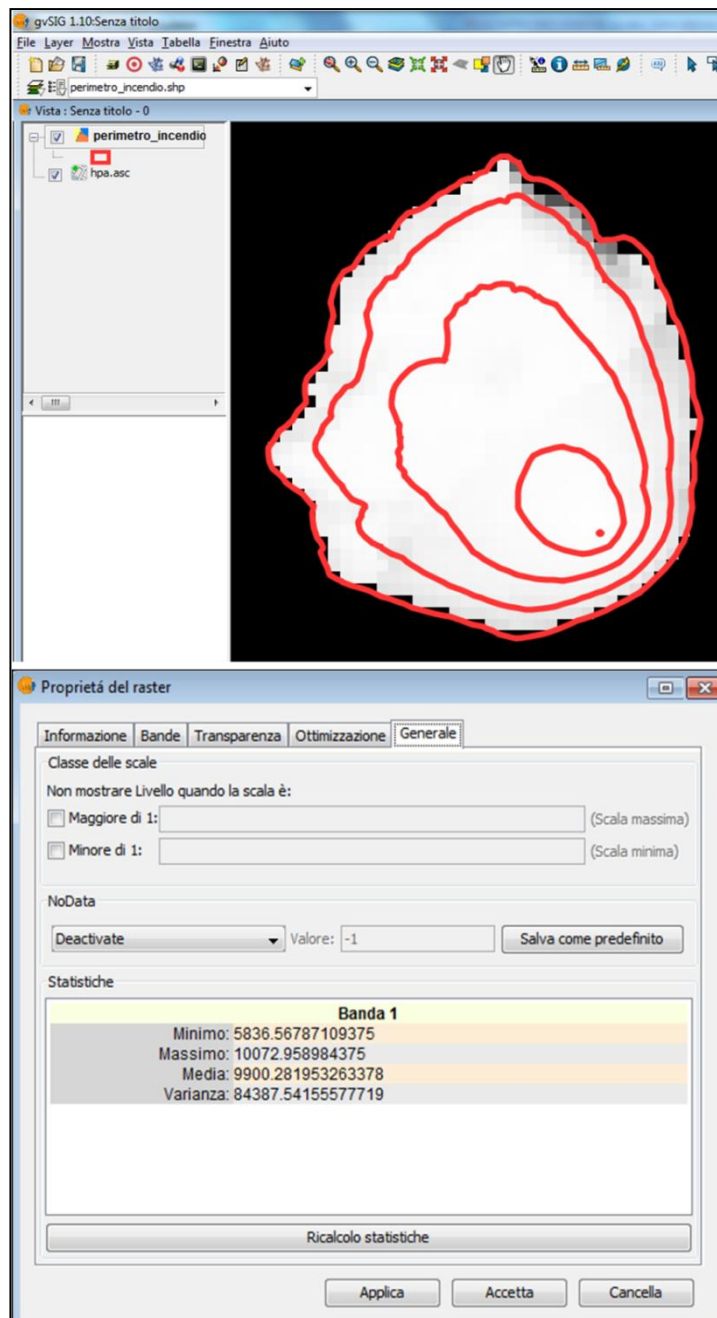 gvSIG 1.10:Senza titolo
File Layer Mostra Vista Tabella Finestra Aiuto
perimetro_incendio.shp
Vista : Senza titolo - 0
perimetro_incendio
hpa.asc
Proprietá del raster
Informazione Bande Transparenza Ottimizzazione Generale
Classe delle scale
Non mostrare Livello quando la scala è:
Maggiore di 1: (Scala massima)
Minore di 1: (Scala minima)
NoData
Deactivate Valore: -1 Salva come predefinito
Statistiche
Banda 1
Minimo: 5836.56787109375
Massimo: 10072.958984375
Media: 9900.281953263378
Varianza: 84387.54155577719
Ricalcolo statistiche
Applica Accetta Cancella